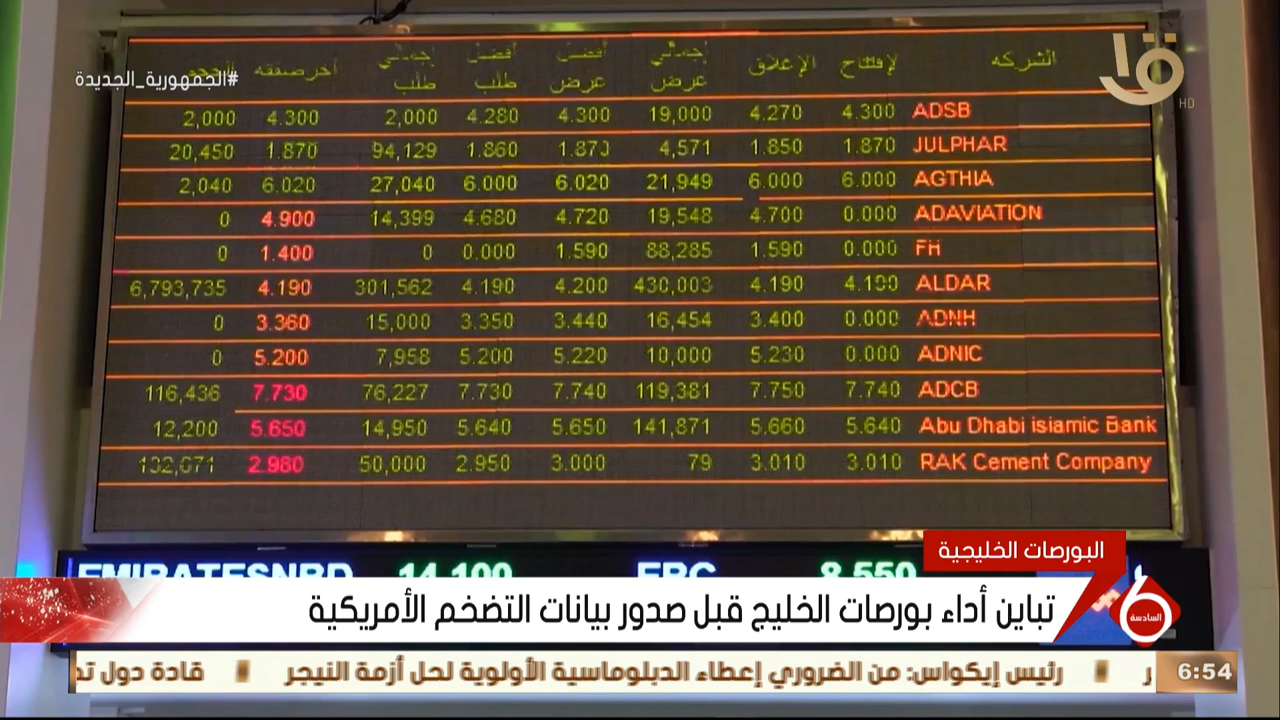 #الجمهورية_الجديدة
HD
الشركه لإفتتاح الإعلاق إجمالي عرض أفضل عرض أفضل طلب إجمالي طلب أخر صفقه الحجم
ADSB 4.300 4.270 19,000 4.300 4.280 2,000 4.300 2,000
JULPHAR 1.870 1.850 4,571 1.870 1.860 94,129 1.870 20,450
AGTHIA 6.000 6.000 21,949 6.020 6.000 27,040 6.020 2,040
ADAVIATION 0.000 4.700 19,548 4.720 4.680 14,399 4.900 0
FH 0.000 1.590 88,285 1.590 0.000 0 1.400 0
ALDAR 4.190 4.190 430,003 4.200 4.190 301,562 4.190 6,793,735
ADNH 0.000 3.400 16,454 3.440 3.350 15,000 3.360 0
ADNIC 0.000 5.230 10,000 5.220 5.200 7,958 5.200 0
ADCB 7.740 7.750 119,381 7.740 7.730 76,227 7.730 116,436
Abu Dhabi islamic Bank 5.640 5.660 141,871 5.650 5.640 14,950 5.650 12,200
RAK Cement Company 3.010 3.010 79 3.000 2.950 50,000 2.980 132,671
EMIRATESNBD 14.100 8.550
البورصات الخليجية
السادسة
تباين أداء بورصات الخليج قبل صدور بيانات التضخم الأمريكية
6:54 رئيس إيكواس: من الضروري إعطاء الدبلوماسية الأولوية لحل أزمة النيجر قادة دول